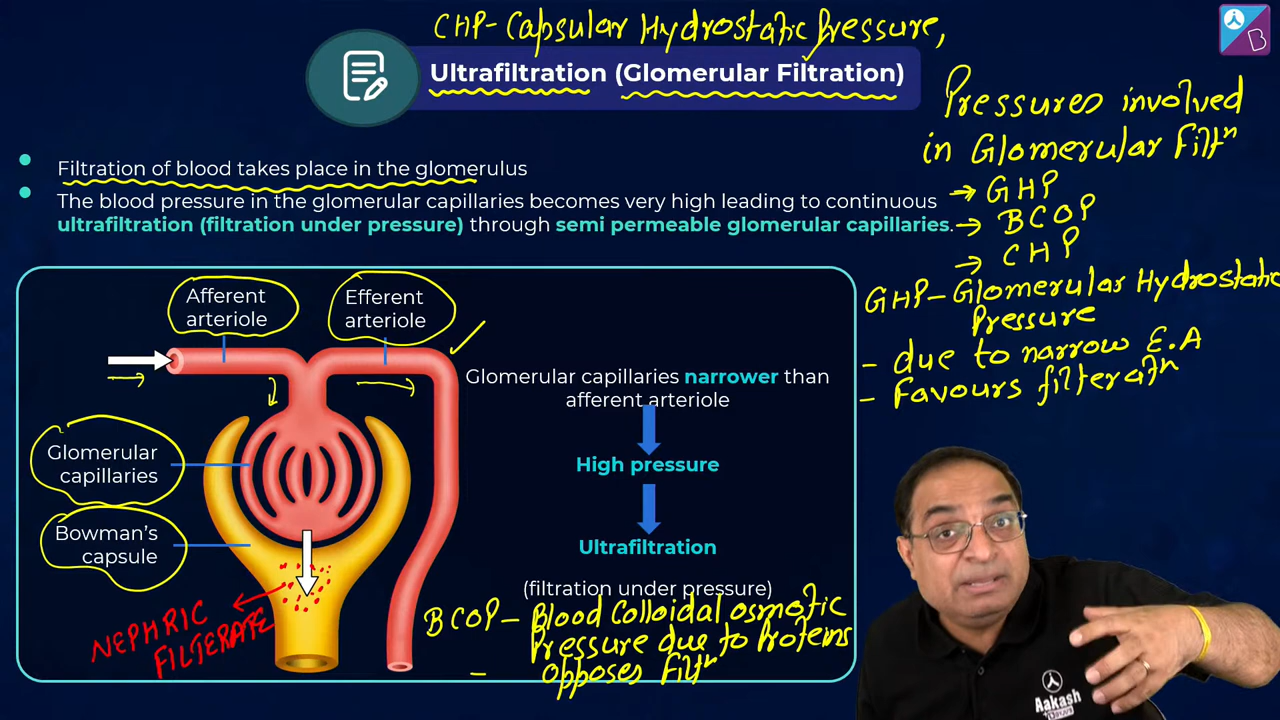 CHP-Capsular Hydrostatic Pressure,
Ultrafiltration (Glomerular Filtration)
Pressures involved
in Glomerular Filtⁿ
→ GHP
→ BCOP
→ CHP
GHP- Glomerular Hydrostatic
Pressure
- due to narrow E.A
- Favours filterathⁿ
• Filtration of blood takes place in the glomerulus
• The blood pressure in the glomerular capillaries becomes very high leading to continuous
ultrafiltration (filtration under pressure) through semi permeable glomerular capillaries.
Afferent
arteriole
Efferent
arteriole
Glomerular
capillaries
Bowman's
capsule
NEPHRIC
FILTERATE
Glomerular capillaries narrower than
afferent arteriole
High pressure
Ultrafiltration
(filtration under pressure)
BCOP- Blood Colloidal osmotic
Pressure due to Proteins
- opposes Filtⁿ
Aakash
B